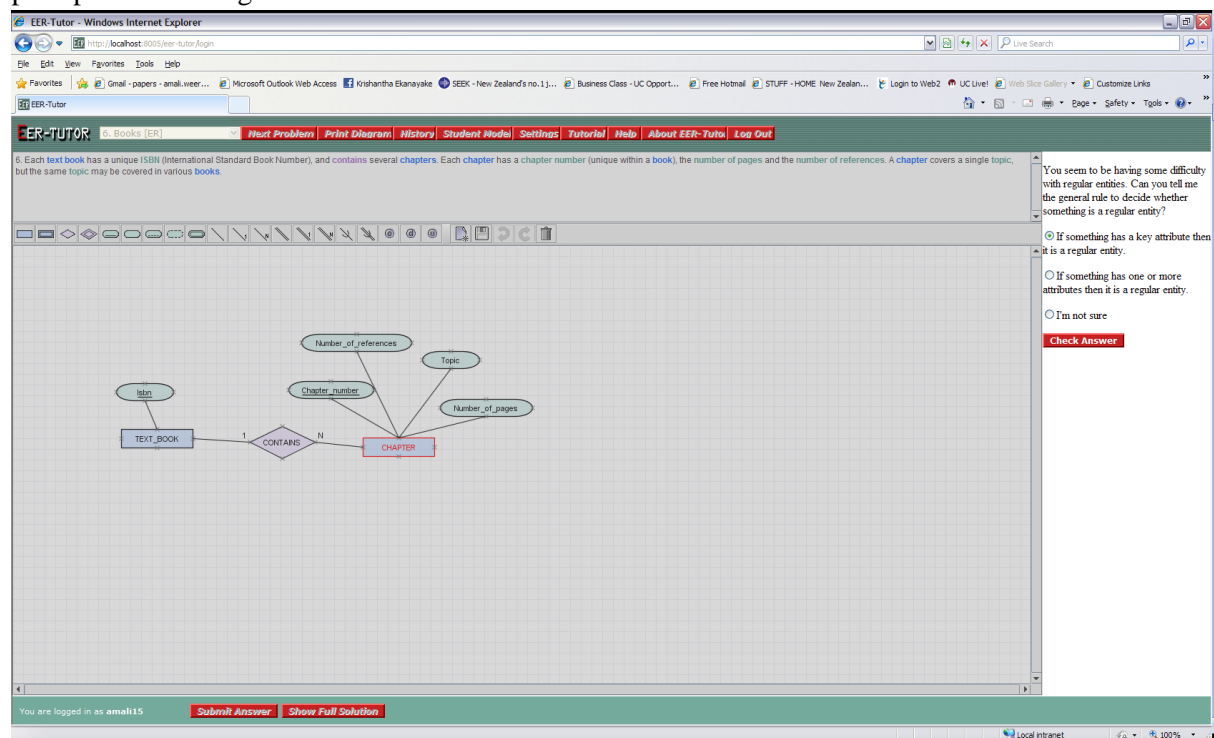 EER-Tutor - Windows Internet Explorer
http://localhost:8005/eer-tutor/login
Live Search
File Edit View Favorites Tools Help
Favorites Gmail - papers - amali.weer... Microsoft Outlook Web Access Krishantha Ekanayake SEEK - New Zealand's no.1 j... Business Class - UC Opport... Free Hotmail STUFF - HOME New Zealan... Login to Web2 UC Live! Web Slice Gallery Customize Links »
EER-Tutor
Page Safety Tools »
EER-TUTOR 6. Books [ER] Next Problem Print Diagram History Student Model Settings Tutorial Help About EER-Tutor Log Out
6. Each text book has a unique ISBN (International Standard Book Number), and contains several chapters. Each chapter has a chapter number (unique within a book), the number of pages and the number of references. A chapter covers a single topic,
but the same topic may be covered in various books.
You seem to be having some difficulty
with regular entities. Can you tell me
the general rule to decide whether
something is a regular entity?
If something has a key attribute then
it is a regular entity.
If something has one or more
attributes then it is a regular entity.
I'm not sure
Check Answer
Number_of_references
Topic
Isbn
Chapter_number
Number_of_pages
TEXT_BOOK
1
CONTAINS
N
CHAPTER
You are logged in as amali15 Submit Answer Show Full Solution
Local intranet 100%